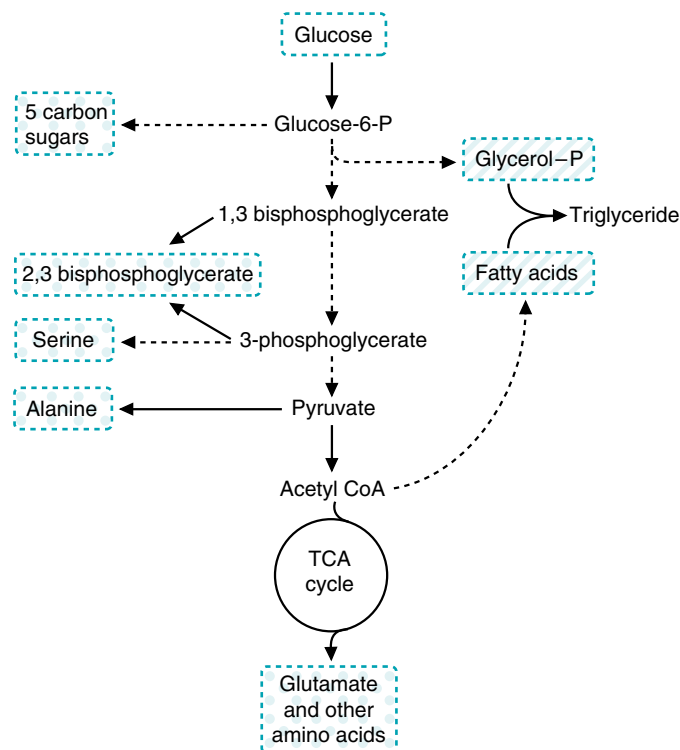 Glucose
5 carbon
sugars
Glucose-6-P
Glycerol–P
1,3 bisphosphoglycerate
Triglyceride
2,3 bisphosphoglycerate
Fatty acids
Serine
3-phosphoglycerate
Alanine
Pyruvate
Acetyl CoA
TCA
cycle
Glutamate
and other
amino acids